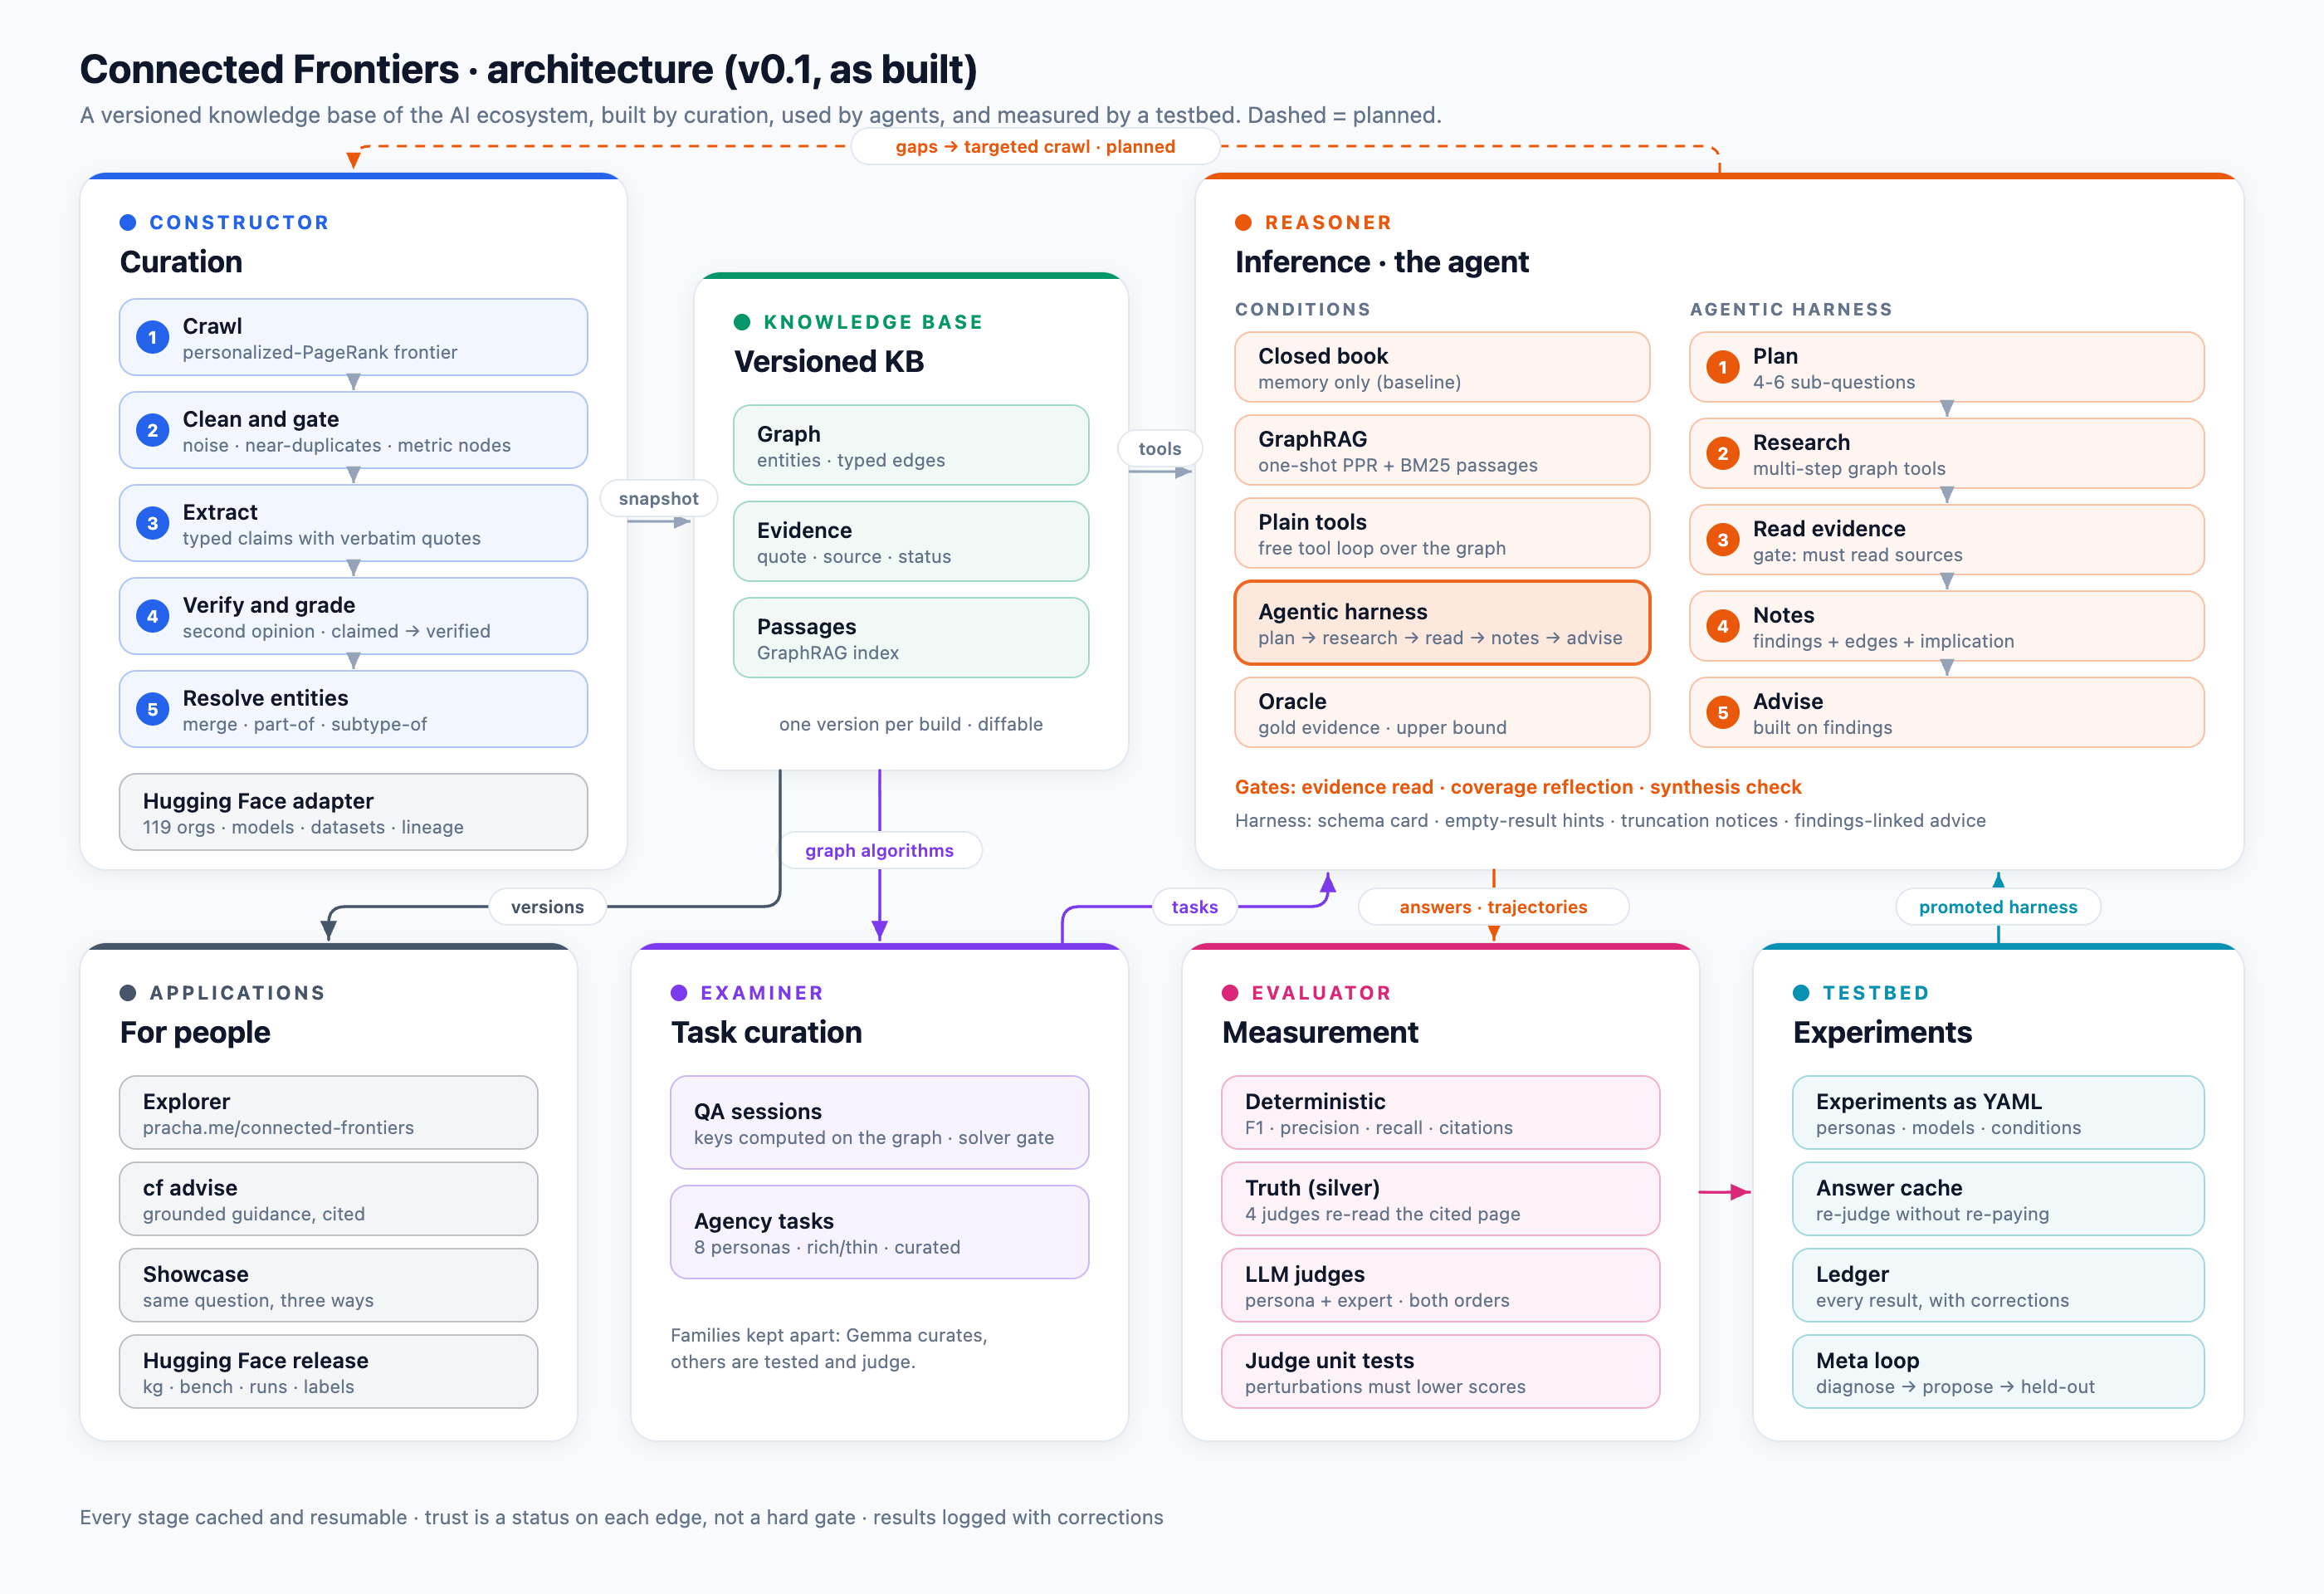 Connected Frontiers · architecture (v0.1, as built)
A versioned knowledge base of the AI ecosystem, built by curation, used by agents, and measured by a testbed. Dashed = planned.
gaps → targeted crawl · planned
CONSTRUCTOR
Curation
1
Crawl
personalized-PageRank frontier
2
Clean and gate
noise · near-duplicates · metric nodes
3
Extract
typed claims with verbatim quotes
4
Verify and grade
second opinion · claimed → verified
5
Resolve entities
merge · part-of · subtype-of
Hugging Face adapter
119 orgs · models · datasets · lineage
snapshot
KNOWLEDGE BASE
Versioned KB
Graph
entities · typed edges
Evidence
quote · source · status
Passages
GraphRAG index
one version per build · diffable
tools
REASONER
Inference · the agent
CONDITIONS
Closed book
memory only (baseline)
GraphRAG
one-shot PPR + BM25 passages
Plain tools
free tool loop over the graph
Agentic harness
plan → research → read → notes → advise
Oracle
gold evidence · upper bound
AGENTIC HARNESS
1
Plan
4-6 sub-questions
2
Research
multi-step graph tools
3
Read evidence
gate: must read sources
4
Notes
findings + edges + implication
5
Advise
built on findings
Gates: evidence read · coverage reflection · synthesis check
Harness: schema card · empty-result hints · truncation notices · findings-linked advice
graph algorithms
versions
tasks
answers · trajectories
promoted harness
APPLICATIONS
For people
Explorer
pracha.me/connected-frontiers
cf advise
grounded guidance, cited
Showcase
same question, three ways
Hugging Face release
kg · bench · runs · labels
EXAMINER
Task curation
QA sessions
keys computed on the graph · solver gate
Agency tasks
8 personas · rich/thin · curated
Families kept apart: Gemma curates,
others are tested and judge.
EVALUATOR
Measurement
Deterministic
F1 · precision · recall · citations
Truth (silver)
4 judges re-read the cited page
LLM judges
persona + expert · both orders
Judge unit tests
perturbations must lower scores
TESTBED
Experiments
Experiments as YAML
personas · models · conditions
Answer cache
re-judge without re-paying
Ledger
every result, with corrections
Meta loop
diagnose → propose → held-out
Every stage cached and resumable · trust is a status on each edge, not a hard gate · results logged with corrections